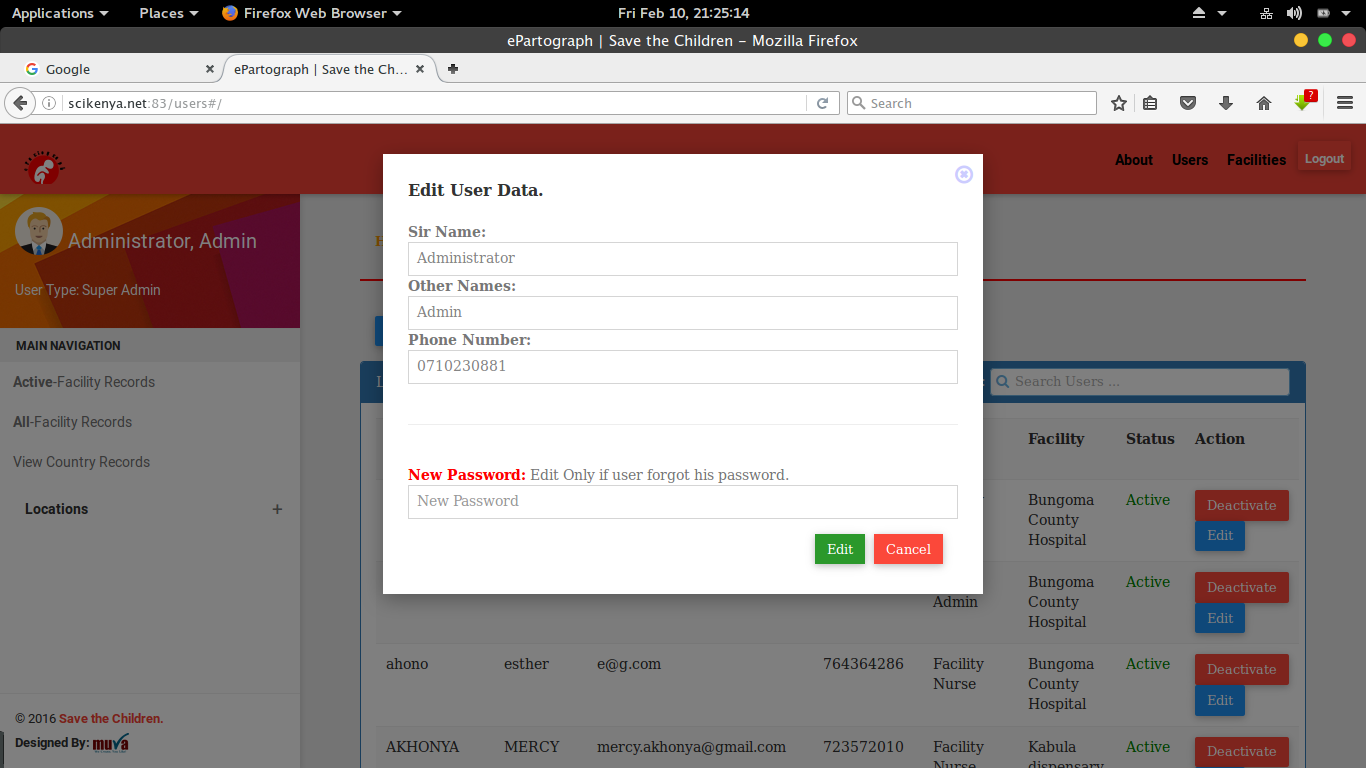 Applications Places Firefox Web Browser Fri Feb 10, 21:25:14
ePartograph | Save the Children - Mozilla Firefox
Google ePartograph | Save the Ch...
scikenya.net:83/users#/ Search ?
About Users Facilities Logout
Administrator, Admin
User Type: Super Admin
MAIN NAVIGATION
Active-Facility Records
All-Facility Records
View Country Records
Locations +
© 2016 Save the Children.
Designed By: muva
Edit User Data.
Sir Name:
Administrator
Other Names:
Admin
Phone Number:
0710230881
New Password: Edit Only if user forgot his password.
New Password
Edit Cancel
Search Users ...
Facility Status Action
Bungoma County Hospital Active Deactivate
Edit
Admin Bungoma County Hospital Active Deactivate
Edit
ahono esther e@g.com 764364286 Facility Nurse Bungoma County Hospital Active Deactivate
Edit
AKHONYA MERCY mercy.akhonya@gmail.com 723572010 Facility Nurse Kabula dispensary Active Deactivate